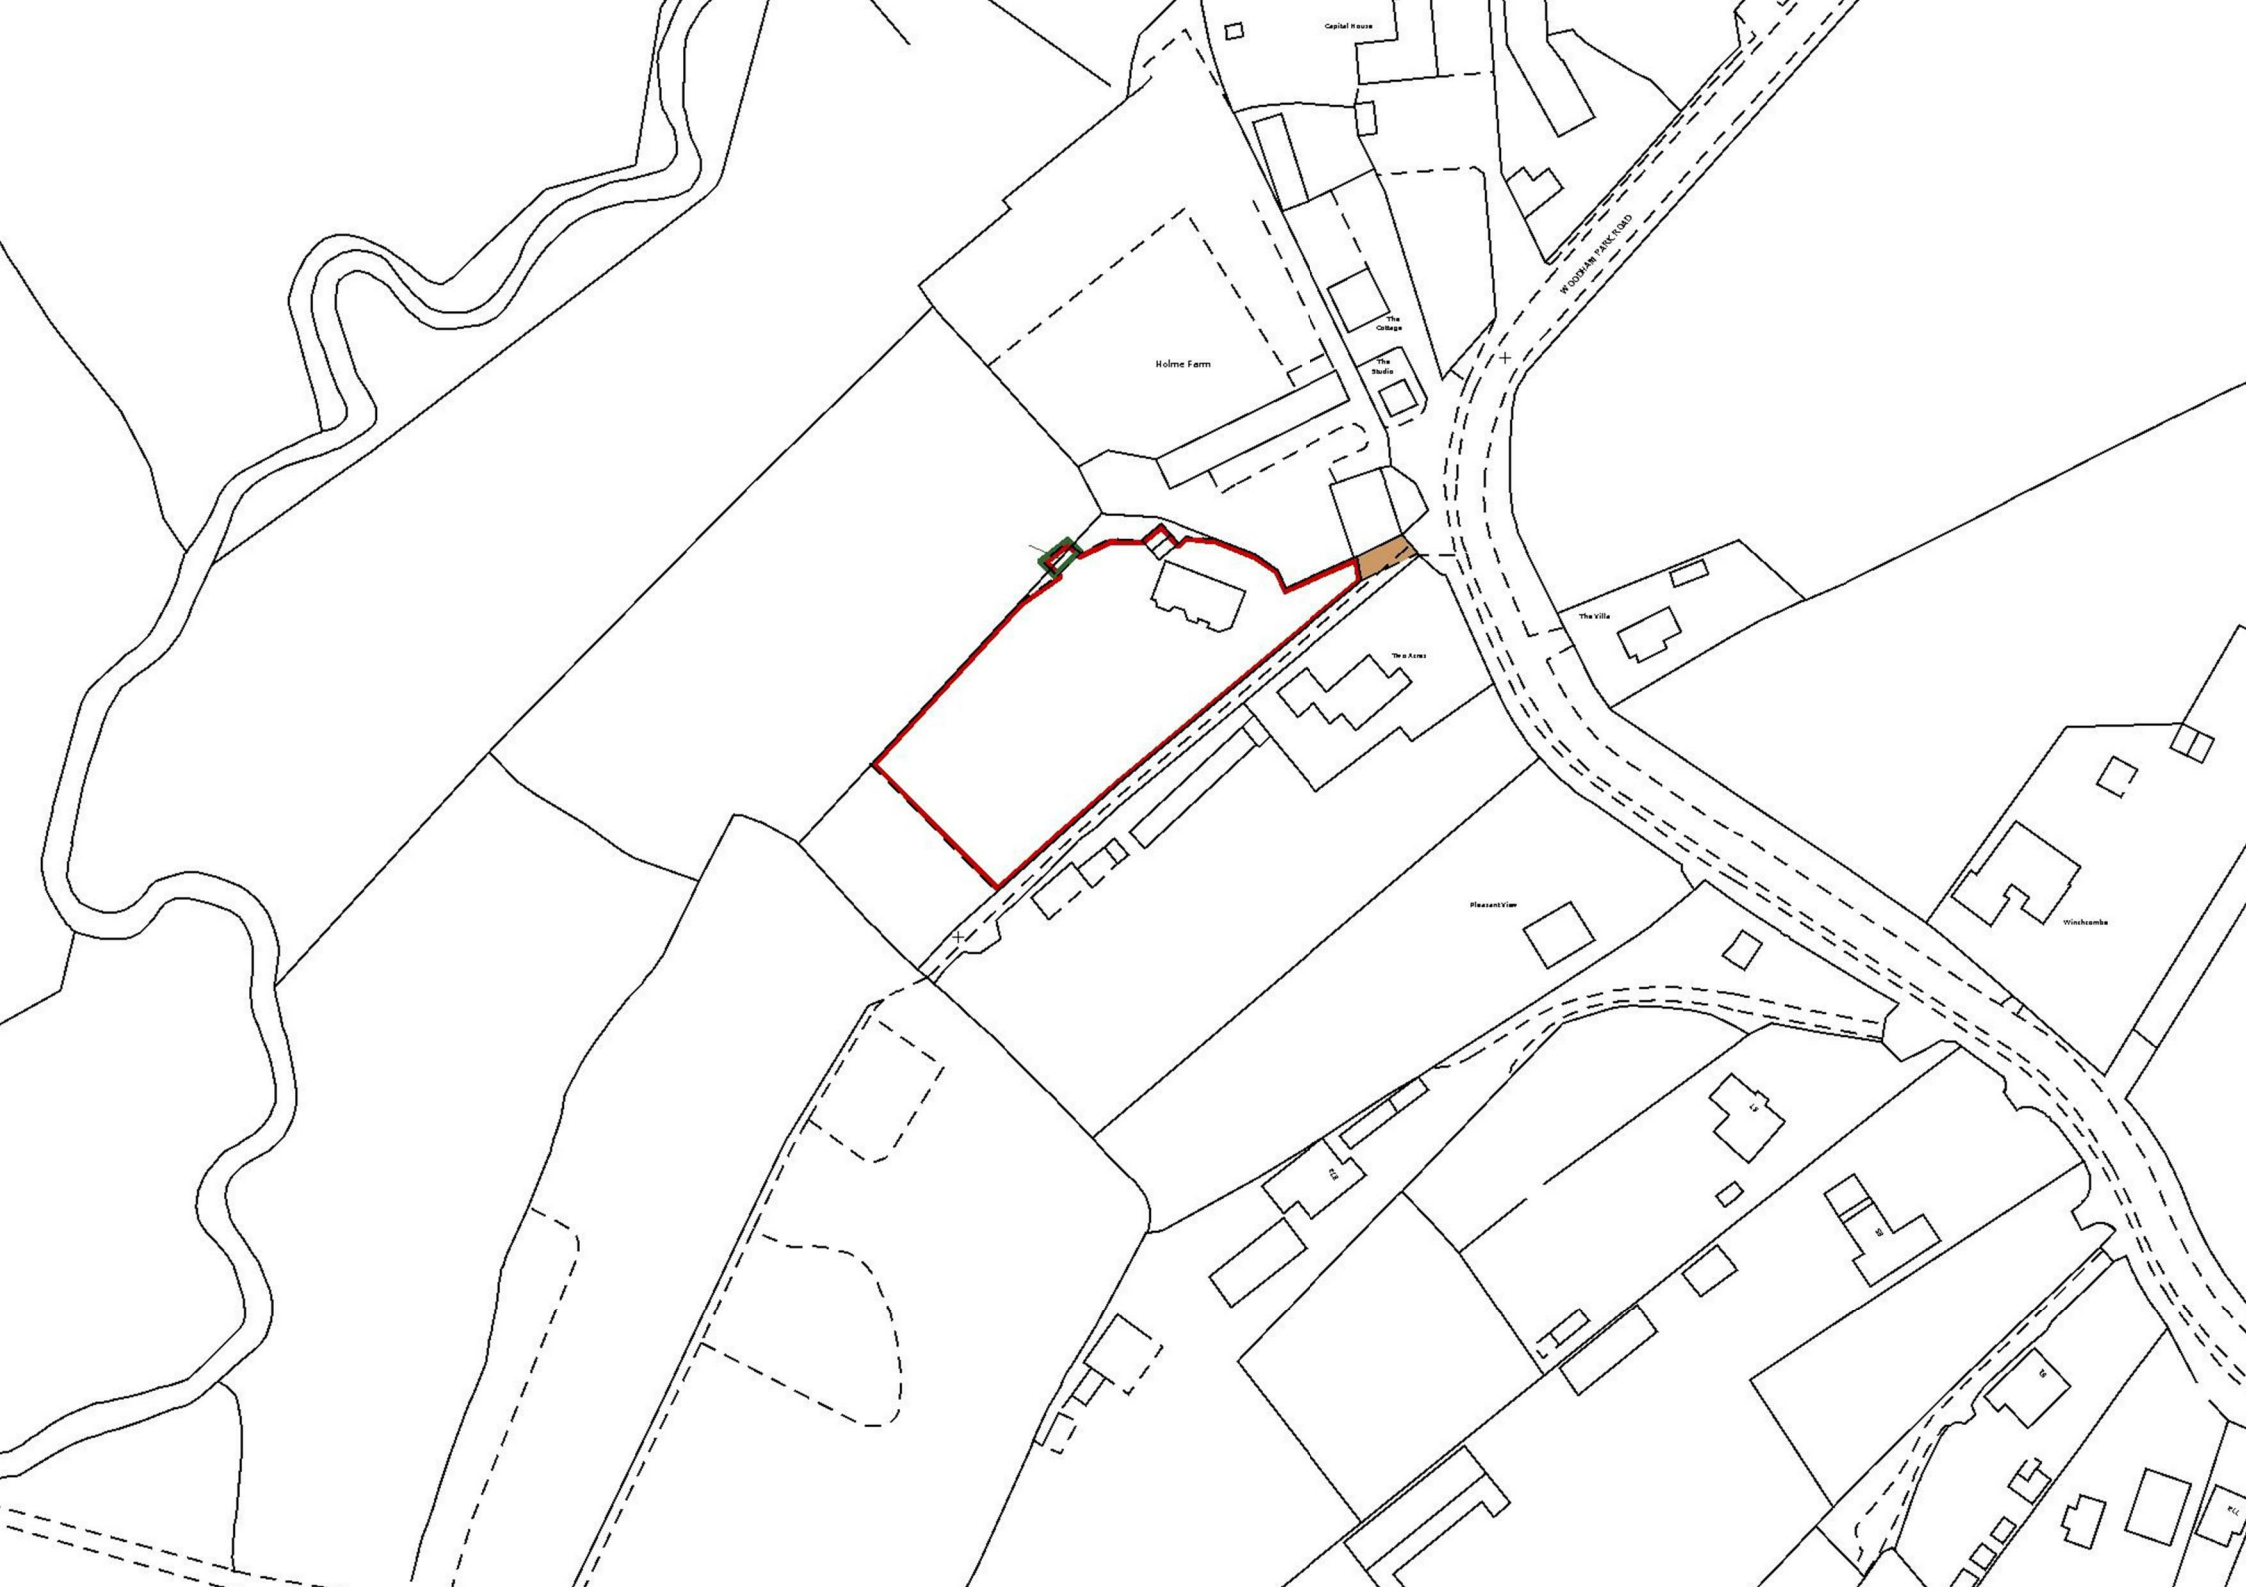 Capital House
WOODHAM PARK ROAD
The
Cottage
Holme Farm
The
Studio
The Villa
Two Acres
Pleasant View
Winchcombe